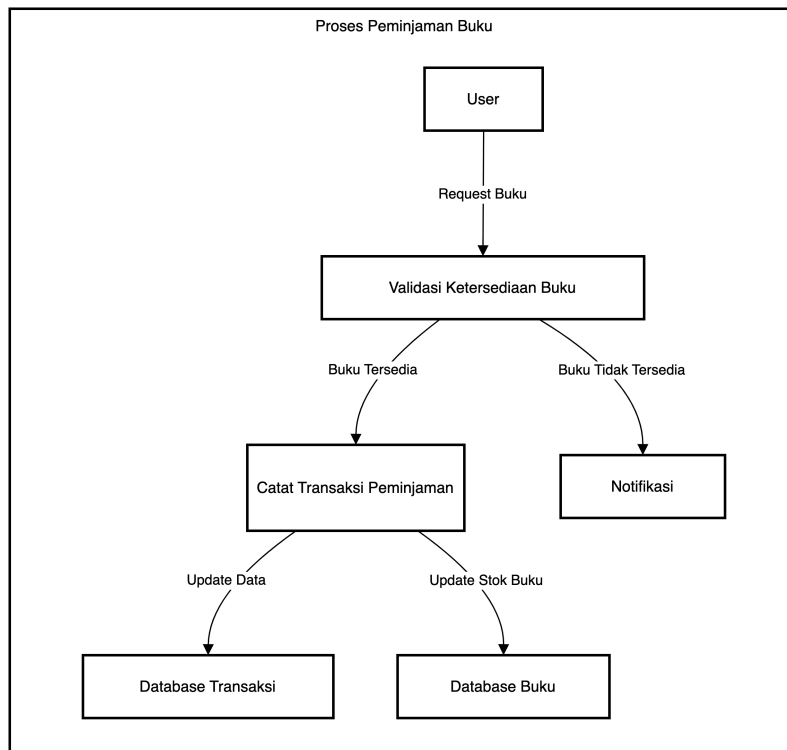 Proses Peminjaman Buku
User
Request Buku
Validasi Ketersediaan Buku
Buku Tersedia
Buku Tidak Tersedia
Catat Transaksi Peminjaman
Notifikasi
Update Data
Update Stok Buku
Database Transaksi
Database Buku